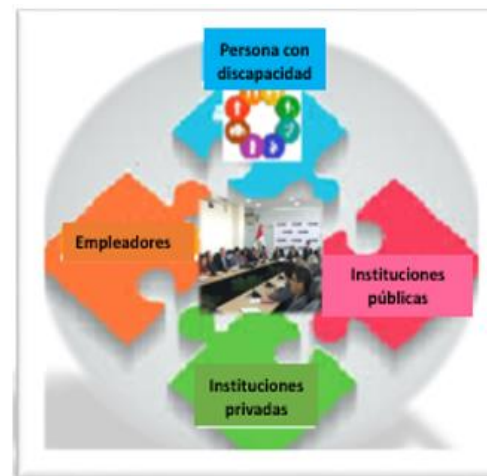 Persona con
discapacidad
Empleadores
Instituciones
públicas
Instituciones
privadas